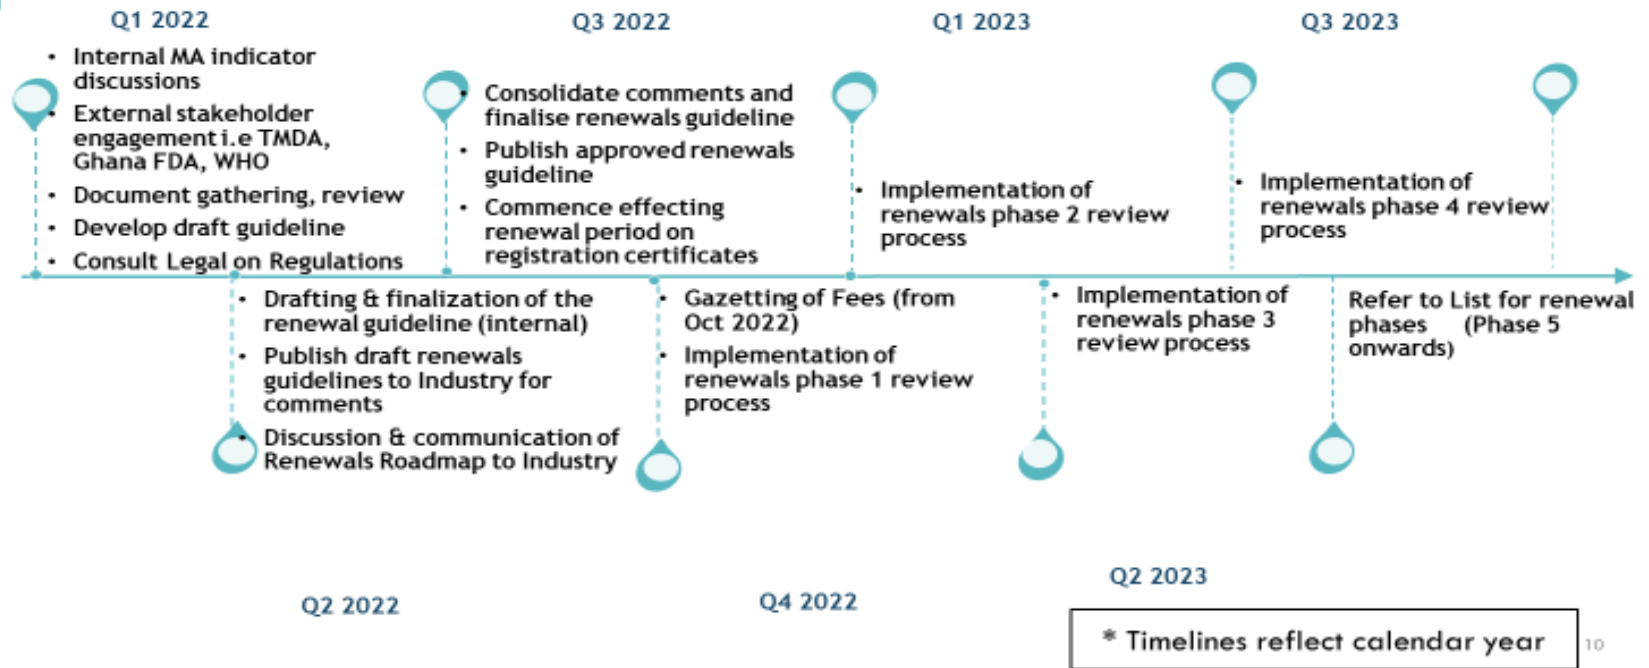 Q1 2022
• Internal MA indicator
discussions
• External stakeholder
engagement i.e TMDA,
Ghana FDA, WHO
• Document gathering, review
• Develop draft guideline
• Consult Legal on Regulations
Q3 2022
• Consolidate comments and
finalise renewals guideline
• Publish approved renewals
guideline
• Commence effecting
renewal period on
registration certificates
Q1 2023
• Implementation of
renewals phase 2 review
process
Q3 2023
• Implementation of
renewals phase 4 review
process
• Drafting & finalization of the
renewal guideline (internal)
• Publish draft renewals
guidelines to Industry for
comments
• Discussion & communication of
Renewals Roadmap to Industry
Q2 2022
• Gazetting of Fees (from
Oct 2022)
• Implementation of
renewals phase 1 review
process
Q4 2022
• Implementation of
renewals phase 3
review process
Q2 2023
Refer to List for renewal
phases (Phase 5
onwards)
* Timelines reflect calendar year
10